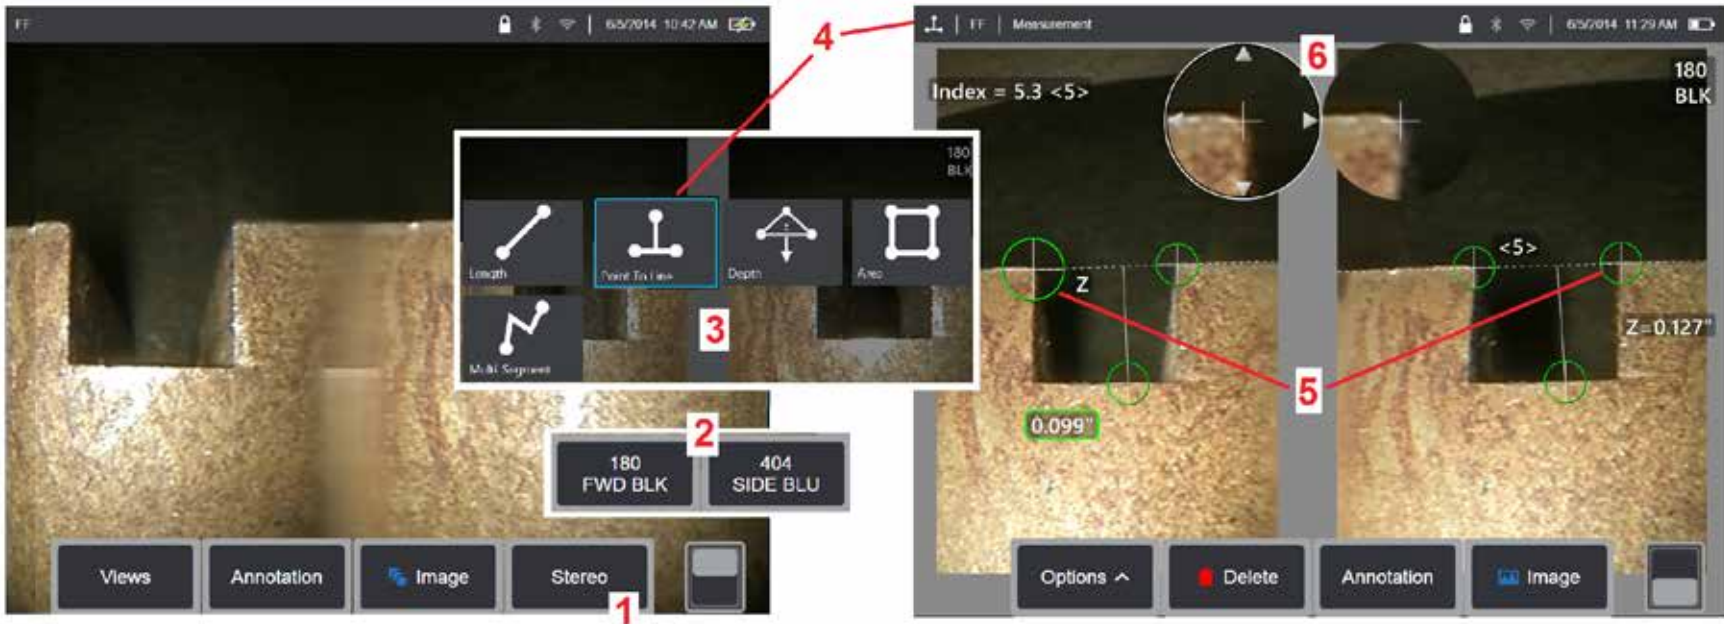 FF
6/5/2014 10:42 AM
4
FF
Measurement
6/5/2014 11:29 AM
6
180
BLK
Index = 5.3 <5>
180
BLK
Length
Point To Line
Depth
Area
Multi Segment
3
<5>
Z
Z=0.127"
5
0.099"
2
180
FWD BLK
404
SIDE BLU
Views
Annotation
Image
Stereo
1
Options
Delete
Annotation
Image